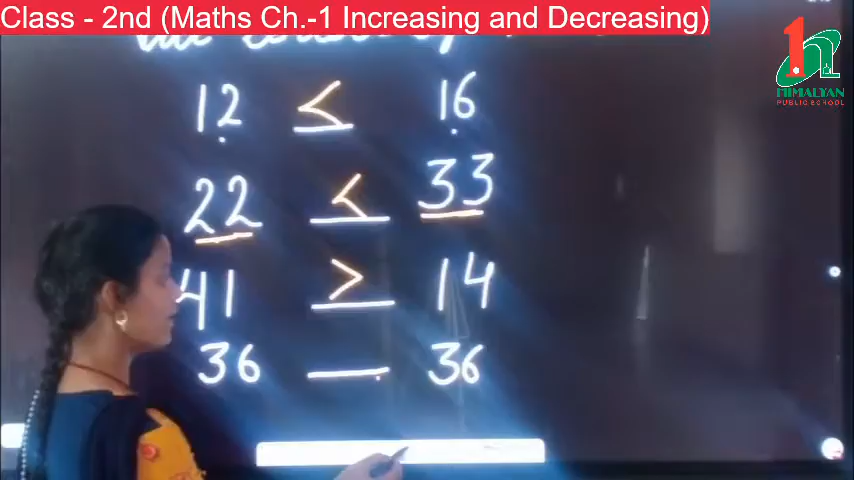 Class - 2nd (Maths Ch.-1 Increasing and Decreasing)
HIMALYAN
PUBLIC SCHOOL
12 < 16
22 < 33
41 > 14
36 __ 36